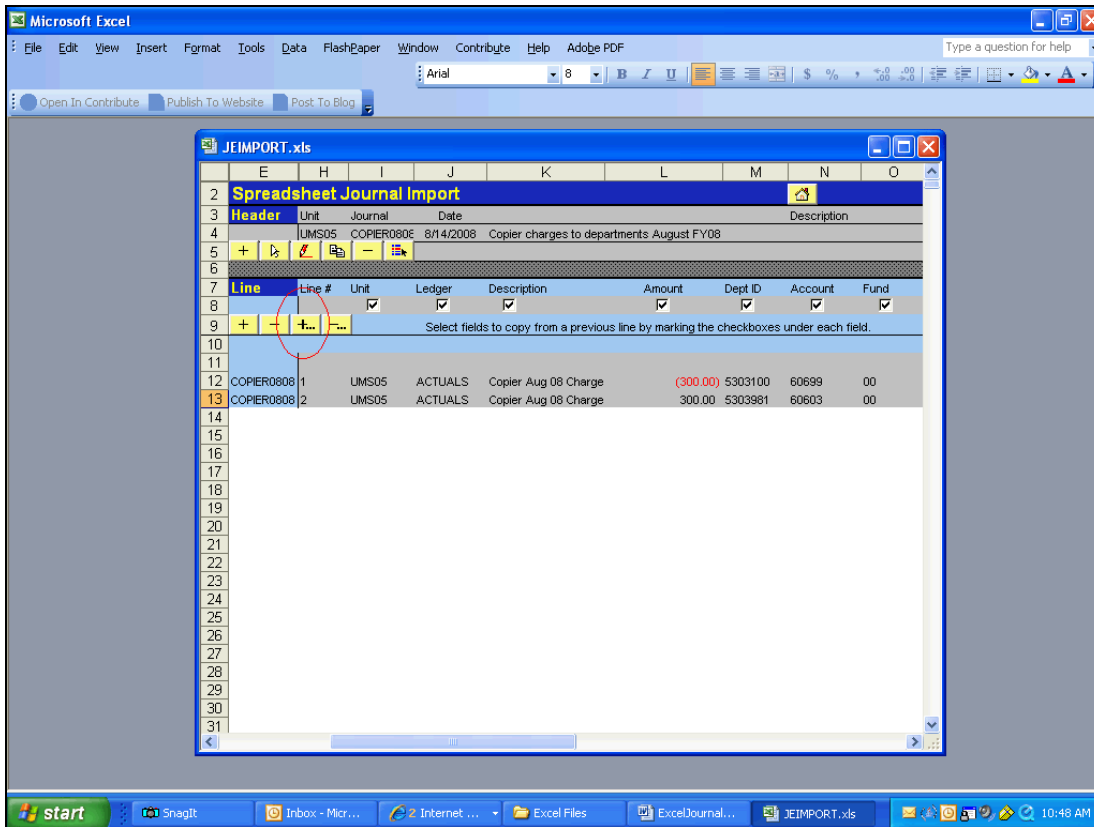 Microsoft Excel
File Edit View Insert Format Tools Data FlashPaper Window Contribute Help Adobe PDF Type a question for help
Arial 8 B I U $ % ,
Open In Contribute Publish To Website Post To Blog
JEIMPORT.xls
E H I J K L M N O
2 Spreadsheet Journal Import
3 Header Unit Journal Date Description
4 UMS05 COPIER0808 8/14/2008 Copier charges to departments August FY08
5 +  −
6
7 Line Line # Unit Ledger Description Amount Dept ID Account Fund
8
9 + − +... −... Select fields to copy from a previous line by marking the checkboxes under each field.
10
11
12 COPIER0808 1 UMS05 ACTUALS Copier Aug 08 Charge (300.00) 5303100 60699 00
13 COPIER0808 2 UMS05 ACTUALS Copier Aug 08 Charge 300.00 5303981 60603 00
14
15
16
17
18
19
20
21
22
23
24
25
26
27
28
29
30
31
start SnagIt Inbox - Micr... 2 Internet ... Excel Files ExcelJournal... JEIMPORT.xls 10:48 AM